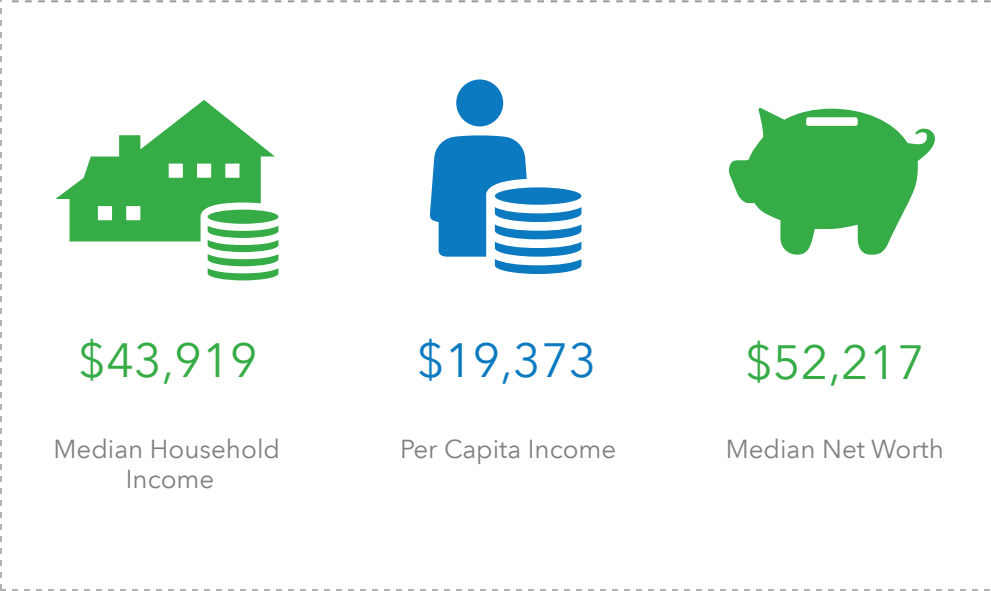 $43,919
$19,373
$52,217
Median Household
Income
Per Capita Income
Median Net Worth